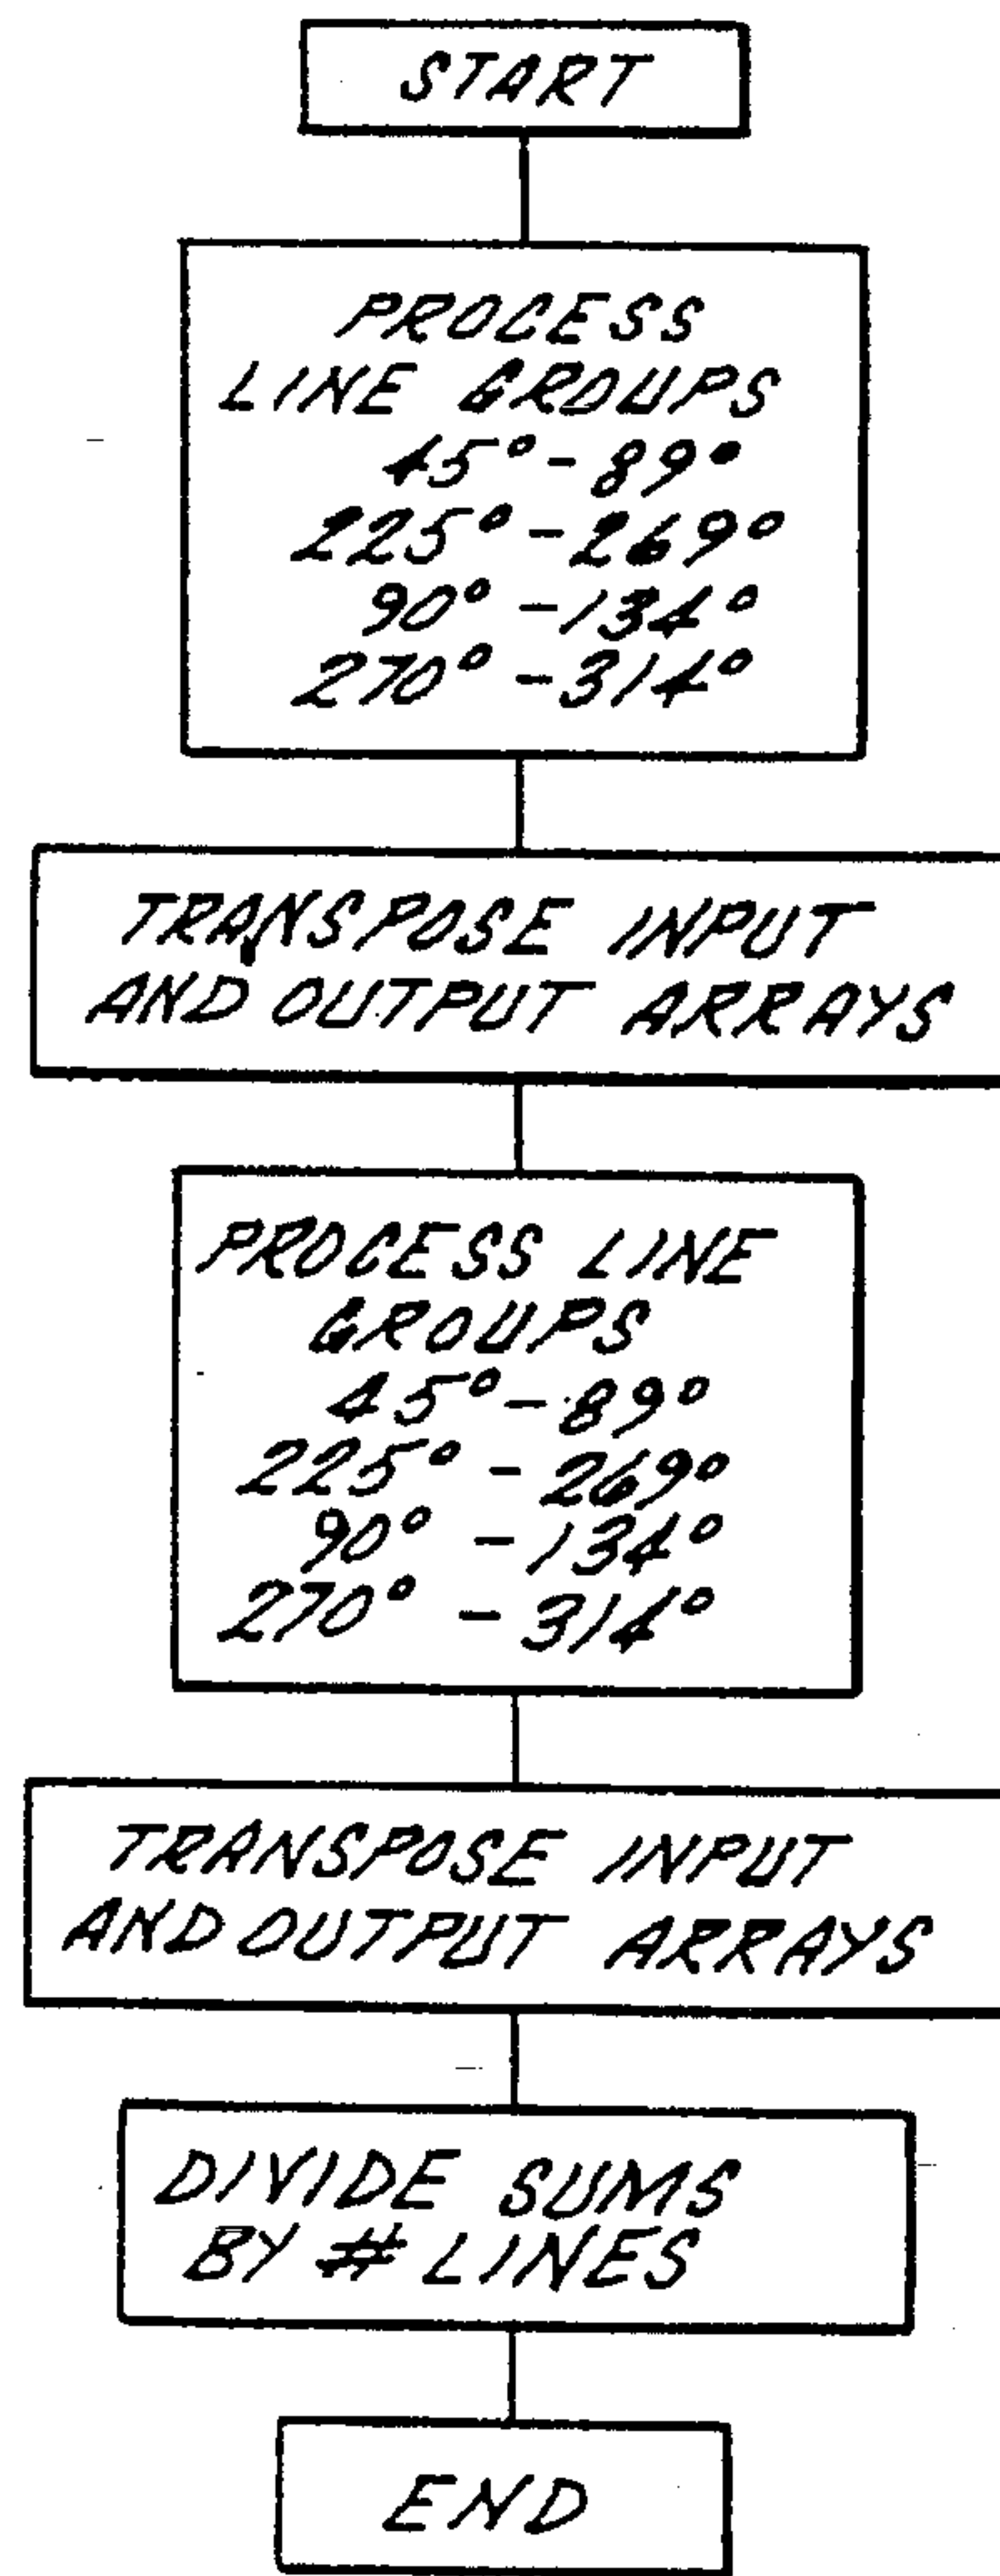 START
PROCESS
LINE GROUPS
45° - 89°
225° - 269°
90° - 134°
270° - 314°
TRANSPOSE INPUT
AND OUTPUT ARRAYS
PROCESS LINE
GROUPS
45° - 89°
225° - 269°
90° - 134°
270° - 314°
TRANSPOSE INPUT
AND OUTPUT ARRAYS
DIVIDE SUMS
BY # LINES
END